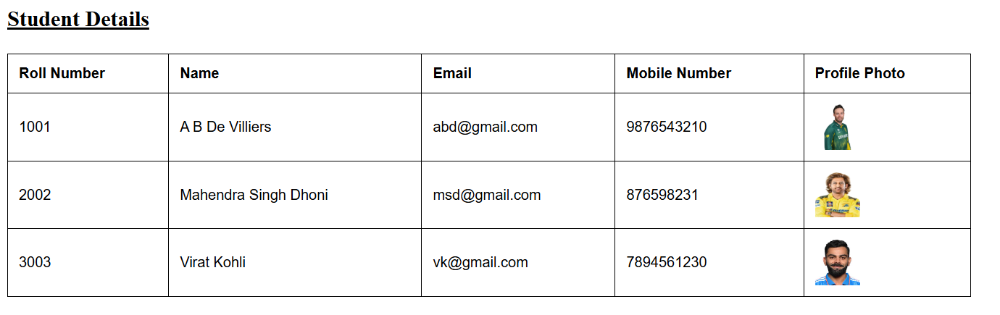 Student Details
Roll Number Name Email Mobile Number Profile Photo
1001 A B De Villiers abd@gmail.com 9876543210
2002 Mahendra Singh Dhoni msd@gmail.com 876598231
3003 Virat Kohli vk@gmail.com 7894561230